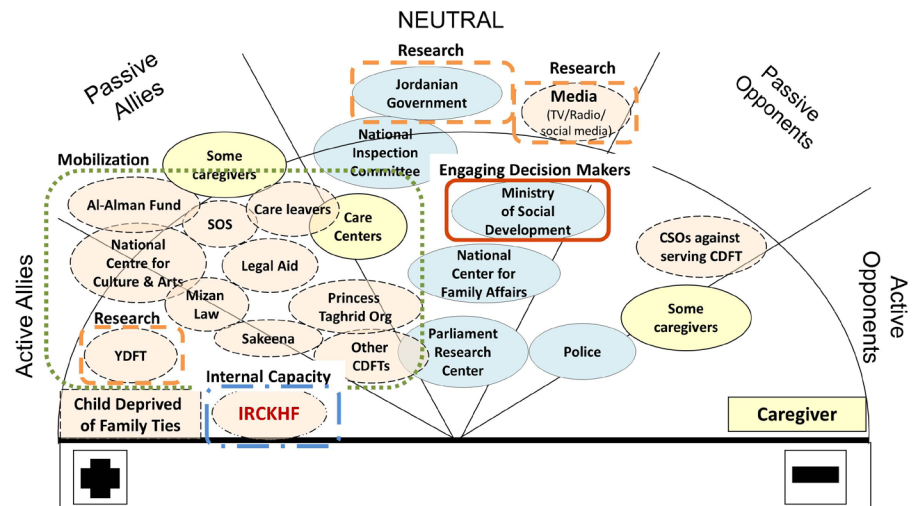 NEUTRAL
Research
Research
Passive
Allies
Passive
Opponents
Jordanian
Government
Media
(TV/Radio/
social media)
National
Inspection
Committee
Mobilization
Some
caregivers
Engaging Decision Makers
Ministry
of Social
Development
Al-Alman Fund
SOS
Care leavers
Care
Centers
CSOs against
serving CDFT
National
Centre for
Culture & Arts
Legal Aid
National
Center for
Family Affairs
Active Allies
Active
Opponents
Mizan
Law
Princess
Taghrid Org
Some
caregivers
Research
YDFT
Sakeena
Other
CDFTs
Parliament
Research
Center
Police
Internal Capacity
Child Deprived
of Family Ties
IRCKHF
Caregiver